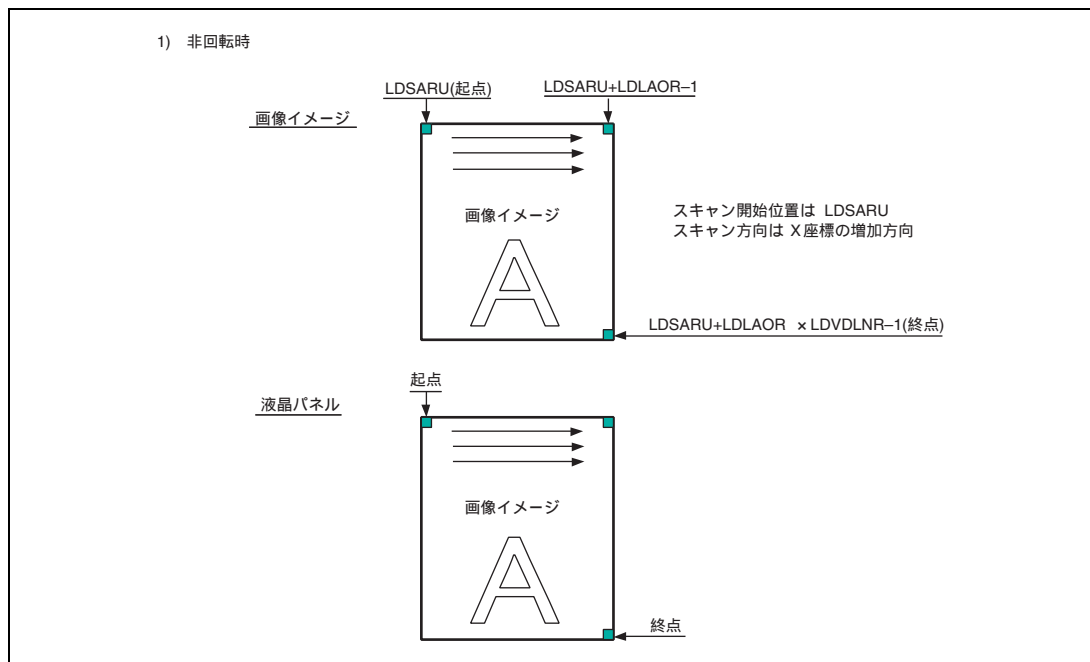 1) 非回転時
LDSARU(起点)
LDSARU+LDLAOR–1
画像イメージ
画像イメージ
A
スキャン開始位置は LDSARU
スキャン方向は X座標の増加方向
LDSARU+LDLAOR ×LDVDLNR–1(終点)
起点
液晶パネル
画像イメージ
A
終点